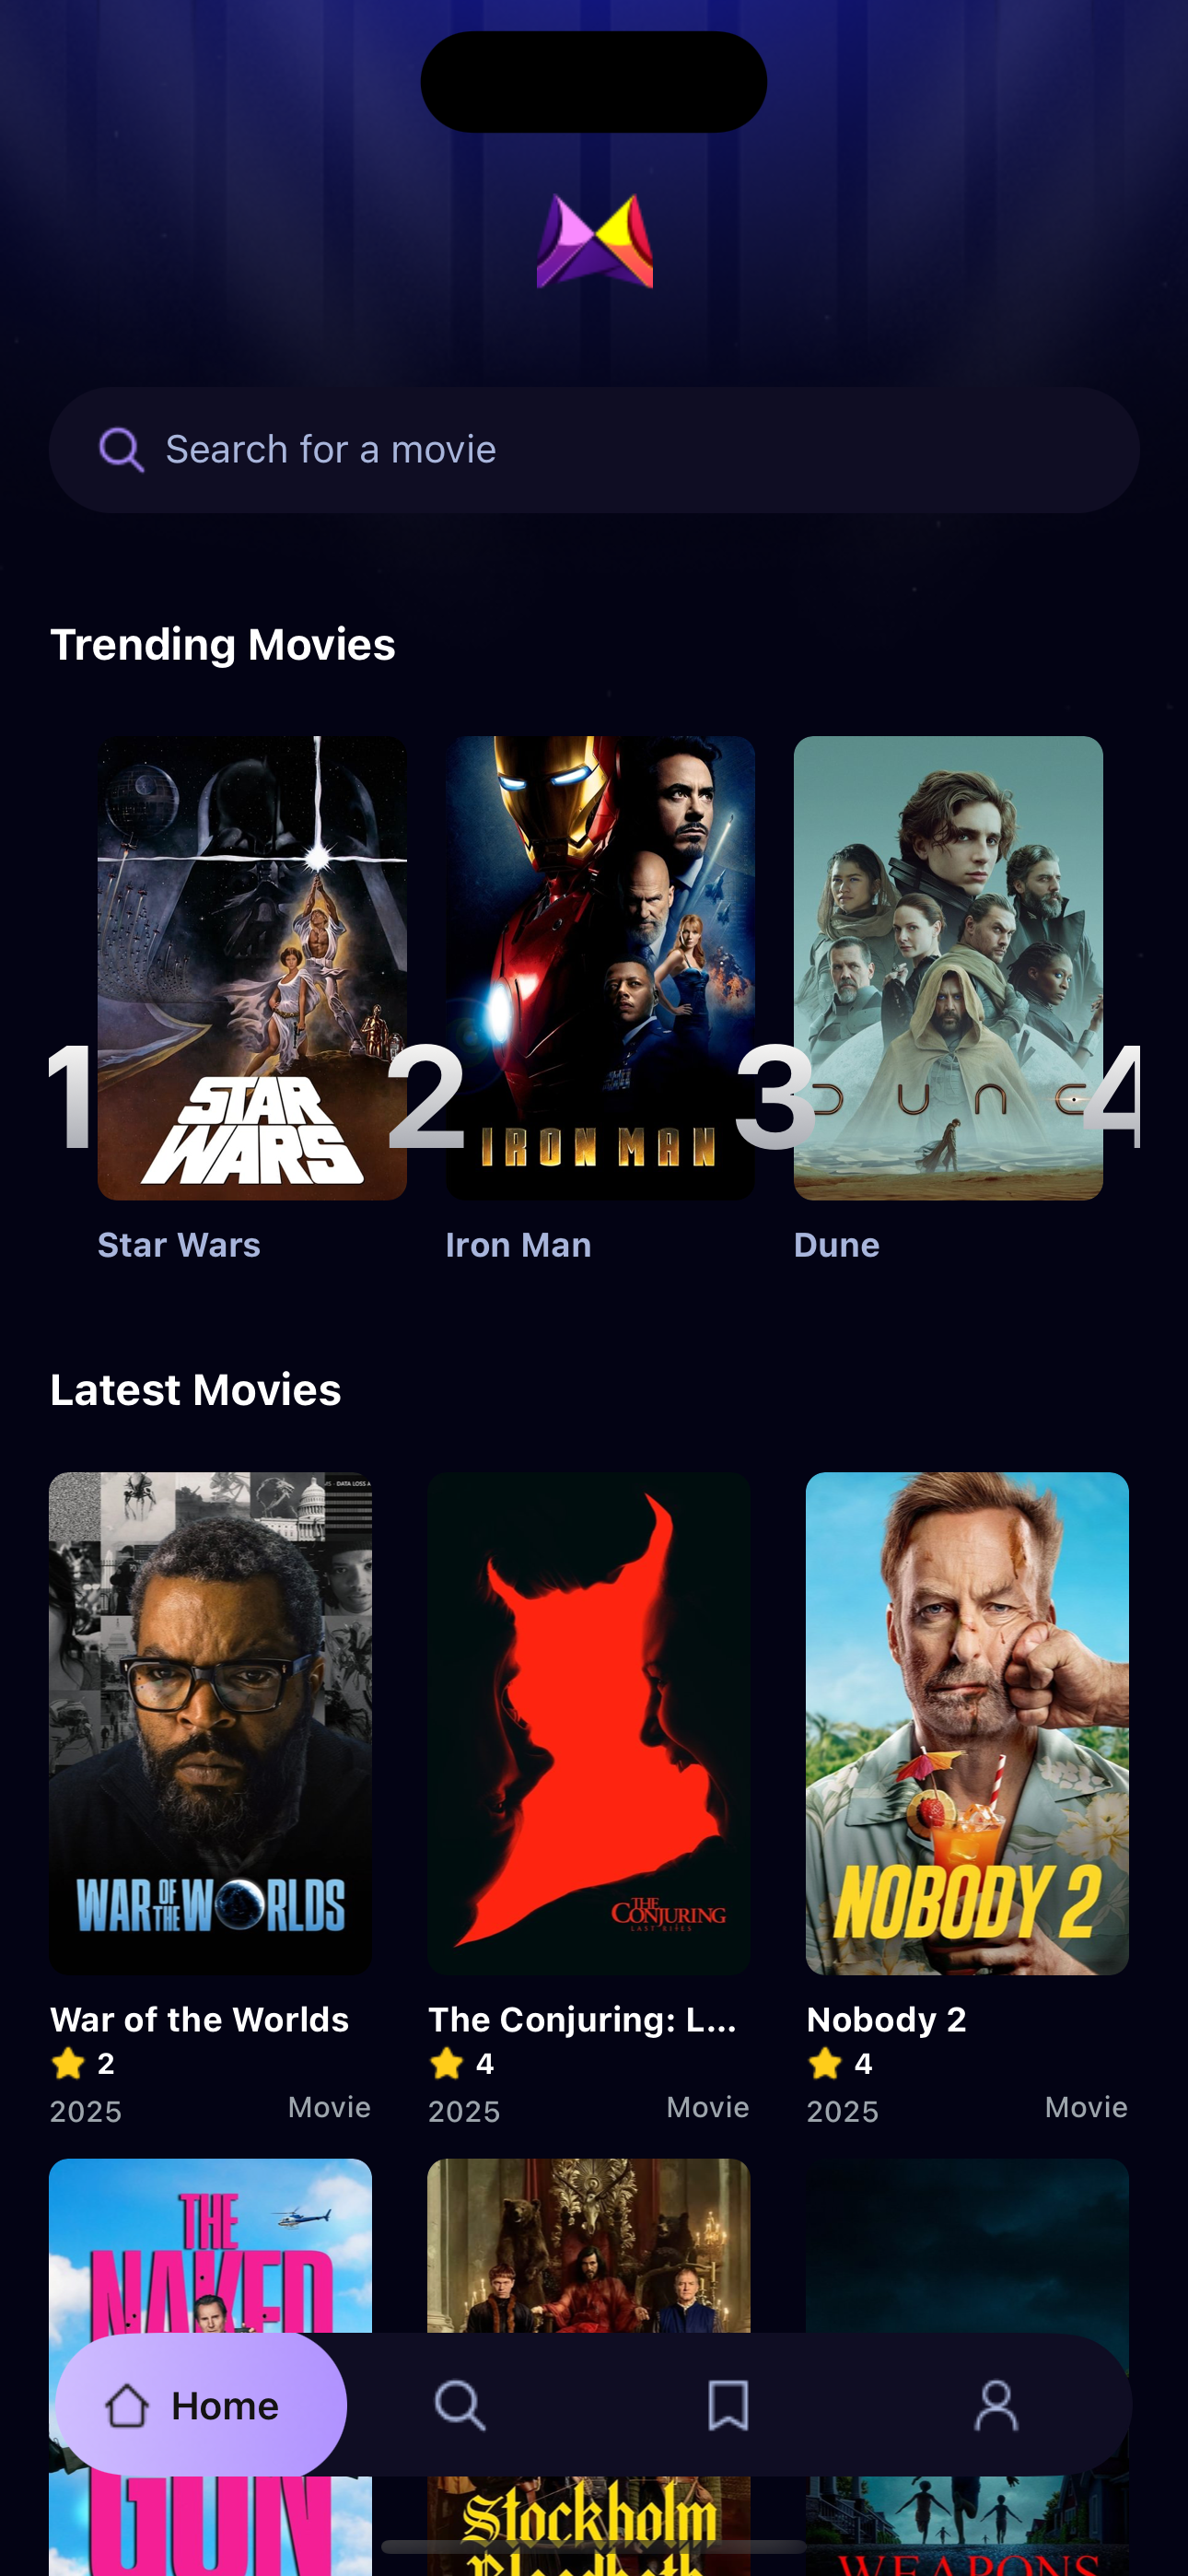 Search for a movie
Trending Movies
STAR
WARS
IRON MAN
DUNE
1
2
3
4
Star Wars
Iron Man
Dune
Latest Movies
WAR OF THE WORLDS
THE
CONJURING
LAST RITES
NOBODY 2
War of the Worlds
The Conjuring: L...
Nobody 2
2
4
4
2025
Movie
2025
Movie
2025
Movie
THE
NAKED
GUN
Home
Stockholm
Bloodbath
WEAPONS